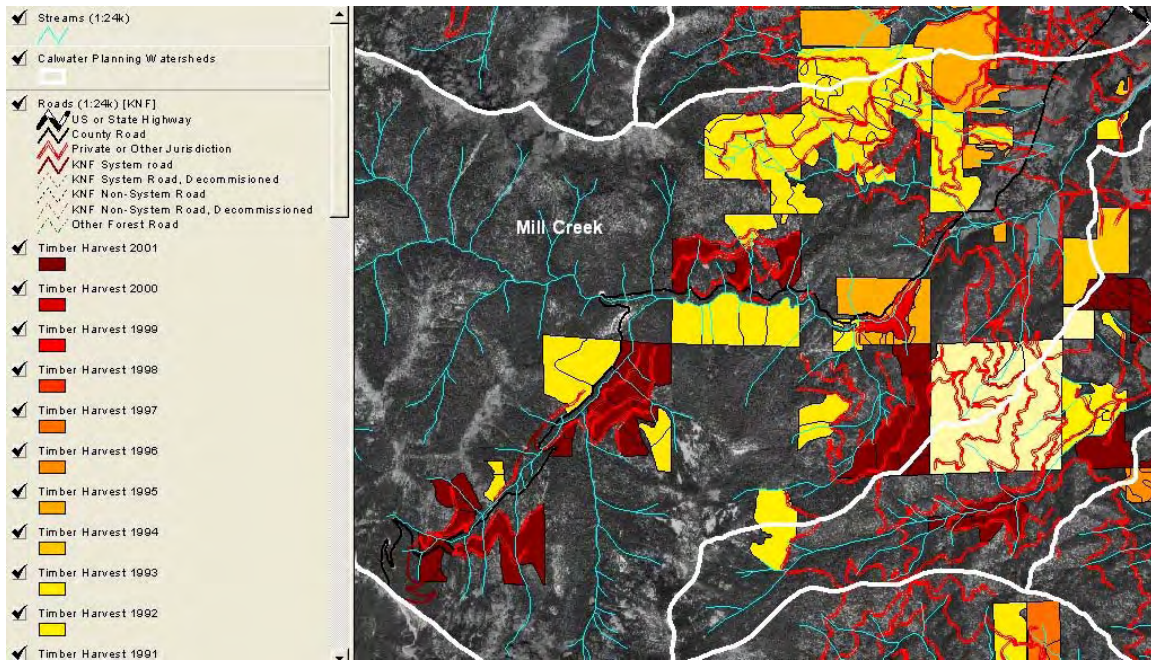 Streams (1:24k)
Calwater Planning Watersheds
Roads (1:24k) [KNF]
US or State Highway
County Road
Private or Other Jurisdiction
KNF System road
KNF System Road, Decommisioned
KNF Non-System Road
KNF Non-System Road, Decommissioned
Other Forest Road
Timber Harvest 2001
Timber Harvest 2000
Timber Harvest 1999
Timber Harvest 1998
Timber Harvest 1997
Timber Harvest 1996
Timber Harvest 1995
Timber Harvest 1994
Timber Harvest 1993
Timber Harvest 1992
Timber Harvest 1991
Mill Creek